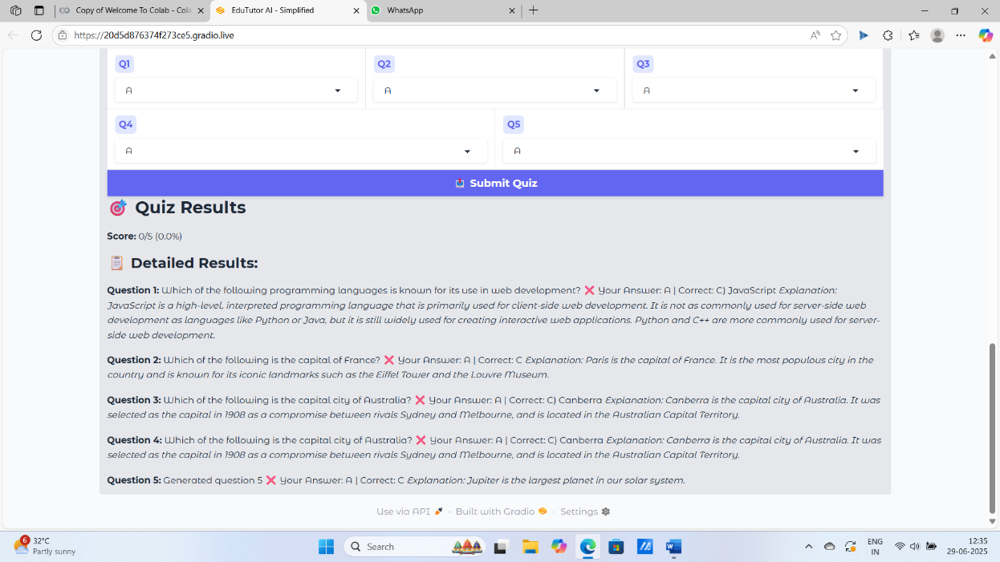 Copy of Welcome To Colab - Cola
EduTutor AI - Simplified
WhatsApp
https://20d5d876374f273ce5.gradio.live
Q1
Q2
Q3
A
A
A
Q4
Q5
A
A
Submit Quiz
Quiz Results
Score: 0/5 (0.0%)
Detailed Results:
Question 1: Which of the following programming languages is known for its use in web development? ❌ Your Answer: A | Correct: C) JavaScript Explanation:
JavaScript is a high-level, interpreted programming language that is primarily used for client-side web development. It is not as commonly used for server-side web
development as languages like Python or Java, but it is still widely used for creating interactive web applications. Python and C++ are more commonly used for server-
side web development.
Question 2: Which of the following is the capital of France? ❌ Your Answer: A | Correct: C Explanation: Paris is the capital of France. It is the most populous city in the
country and is known for its iconic landmarks such as the Eiffel Tower and the Louvre Museum.
Question 3: Which of the following is the capital city of Australia? ❌ Your Answer: A | Correct: C) Canberra Explanation: Canberra is the capital city of Australia. It was
selected as the capital in 1908 as a compromise between rivals Sydney and Melbourne, and is located in the Australian Capital Territory.
Question 4: Which of the following is the capital city of Australia? ❌ Your Answer: A | Correct: C) Canberra Explanation: Canberra is the capital city of Australia. It was
selected as the capital in 1908 as a compromise between rivals Sydney and Melbourne, and is located in the Australian Capital Territory.
Question 5: Generated question 5 ❌ Your Answer: A | Correct: C Explanation: Jupiter is the largest planet in our solar system.
Use via API · Built with Gradio · Settings
6
32°C
Partly sunny
Search
ENG
IN
12:35
29-06-2025